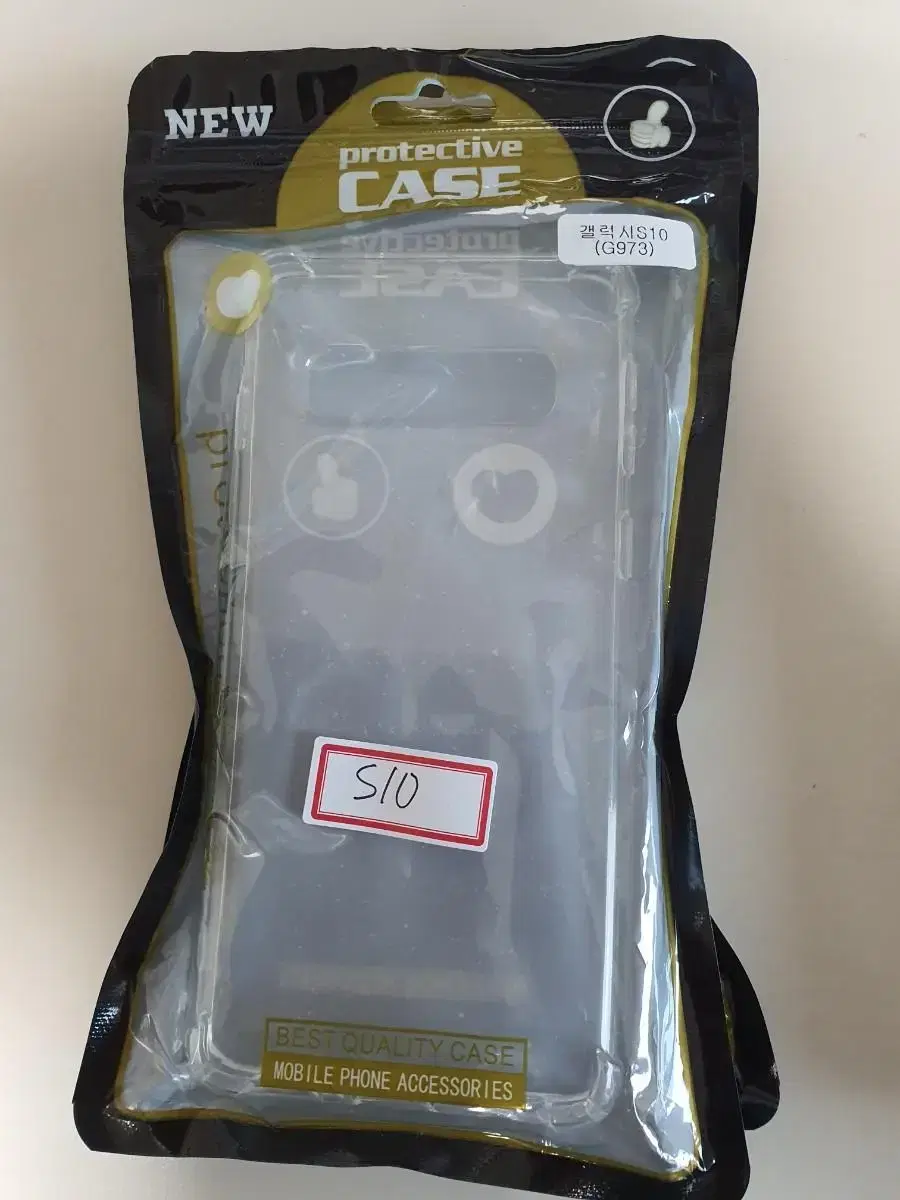 NEW
protective
CASE
갤럭시S10
(G973)
S10
BEST QUALITY CASE
MOBILE PHONE ACCESSORIES